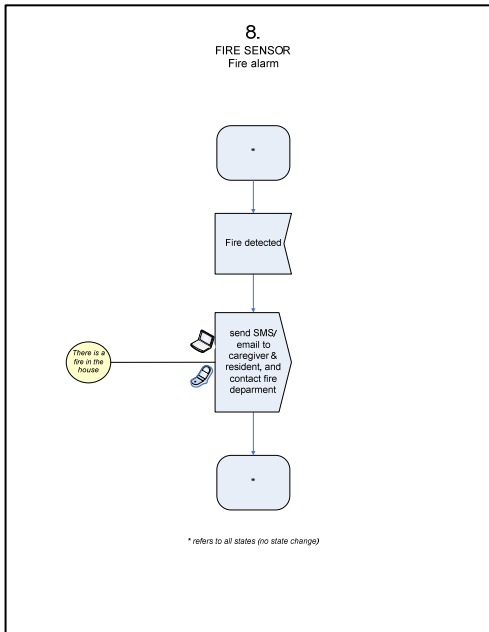 8.
FIRE SENSOR
Fire alarm
*
Fire detected
send SMS/
email to
caregiver &
resident, and
contact fire
deparment
There is a
fire in the
house
*
* refers to all states (no state change)